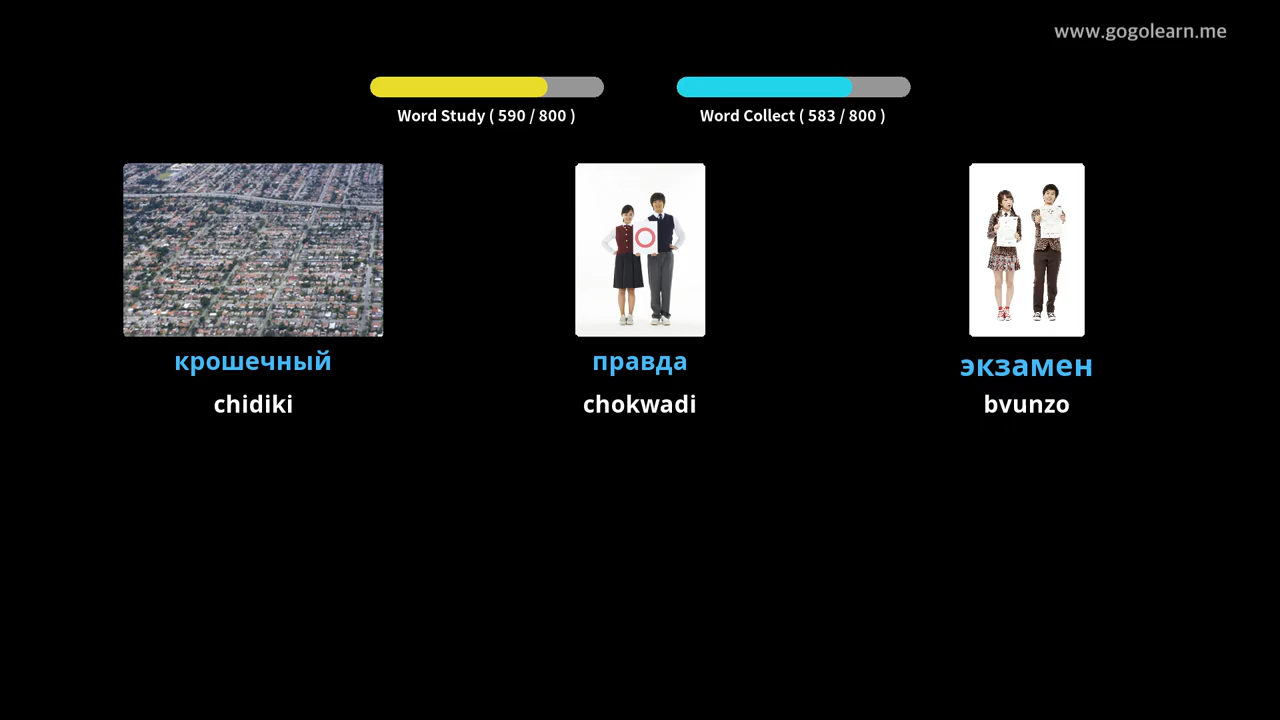 www.gogolearn.me
Word Study ( 590 / 800 )
Word Collect ( 583 / 800 )
крошечный
chidiki
правда
chokwadi
экзамен
bvunzo